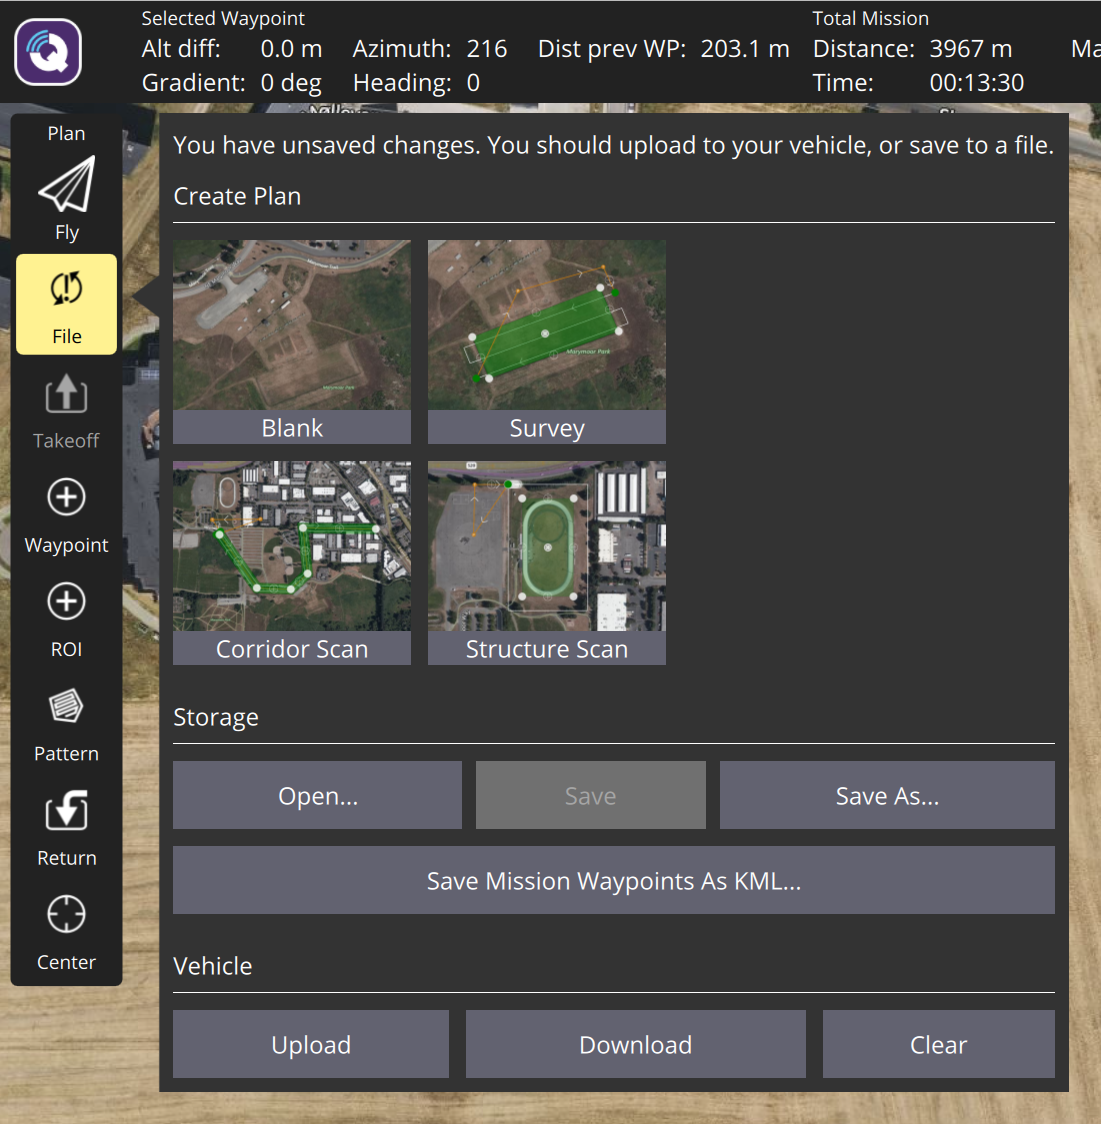 Selected Waypoint
Alt diff: 0.0 m Azimuth: 216 Dist prev WP: 203.1 m
Gradient: 0 deg Heading: 0
Total Mission
Distance: 3967 m
Time: 00:13:30
Plan
Fly
File
Takeoff
Waypoint
ROI
Pattern
Return
Center
You have unsaved changes. You should upload to your vehicle, or save to a file.
Create Plan
Blank
Survey
Marymoor Park
Corridor Scan
Structure Scan
Storage
Open...
Save
Save As...
Save Mission Waypoints As KML...
Vehicle
Upload
Download
Clear